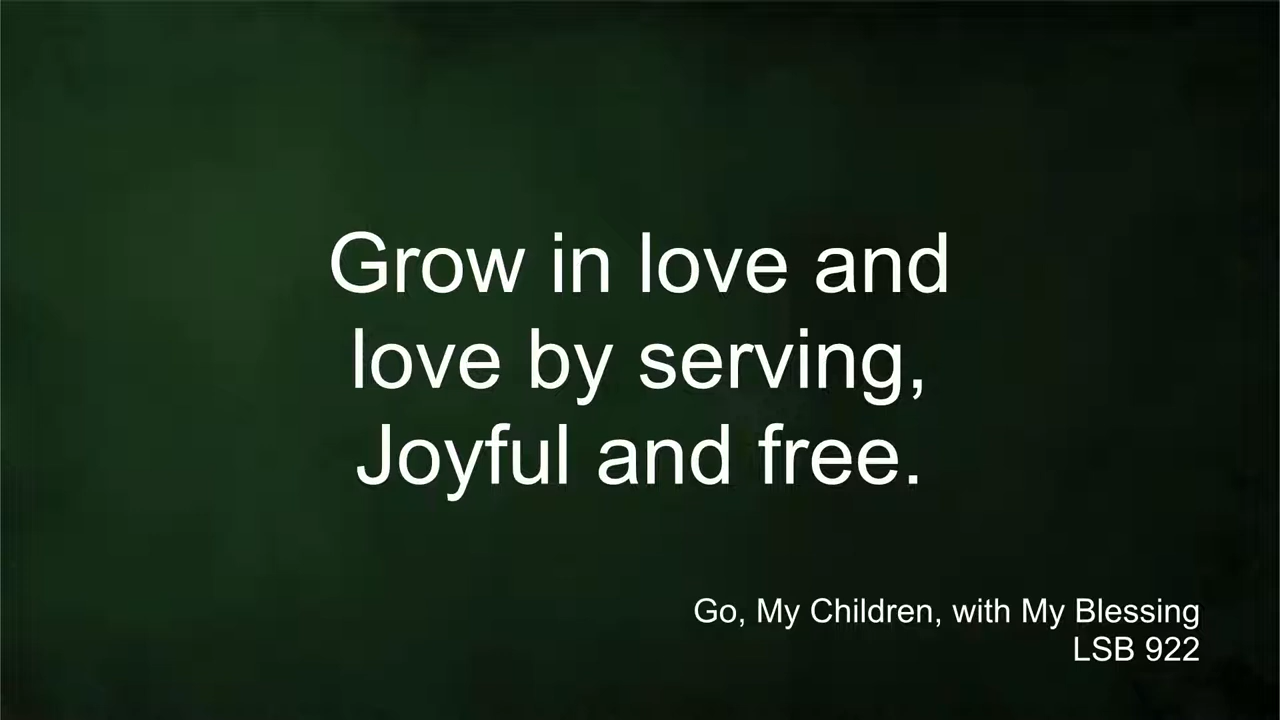 Grow in love and
love by serving,
Joyful and free.
Go, My Children, with My Blessing
LSB 922